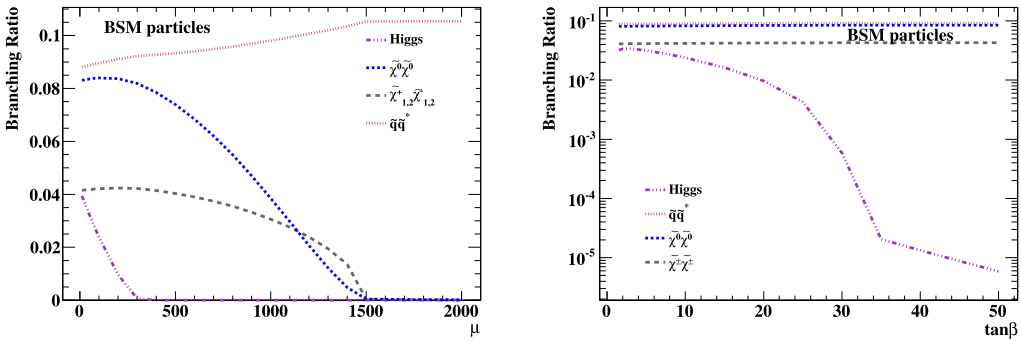 Branching Ratio
BSM particles
Higgs
χ̃⁰χ̃⁰
χ̃⁺₁,₂χ̃⁻₁,₂
q̃q̃*
0.1
0.08
0.06
0.04
0.02
0
0 500 1000 1500 2000
μ
Branching Ratio
BSM particles
10⁻¹
10⁻²
10⁻³
10⁻⁴
10⁻⁵
Higgs
q̃q̃*
χ̃⁰χ̃⁰
χ̃±χ̃±
0 10 20 30 40 50
tanβ